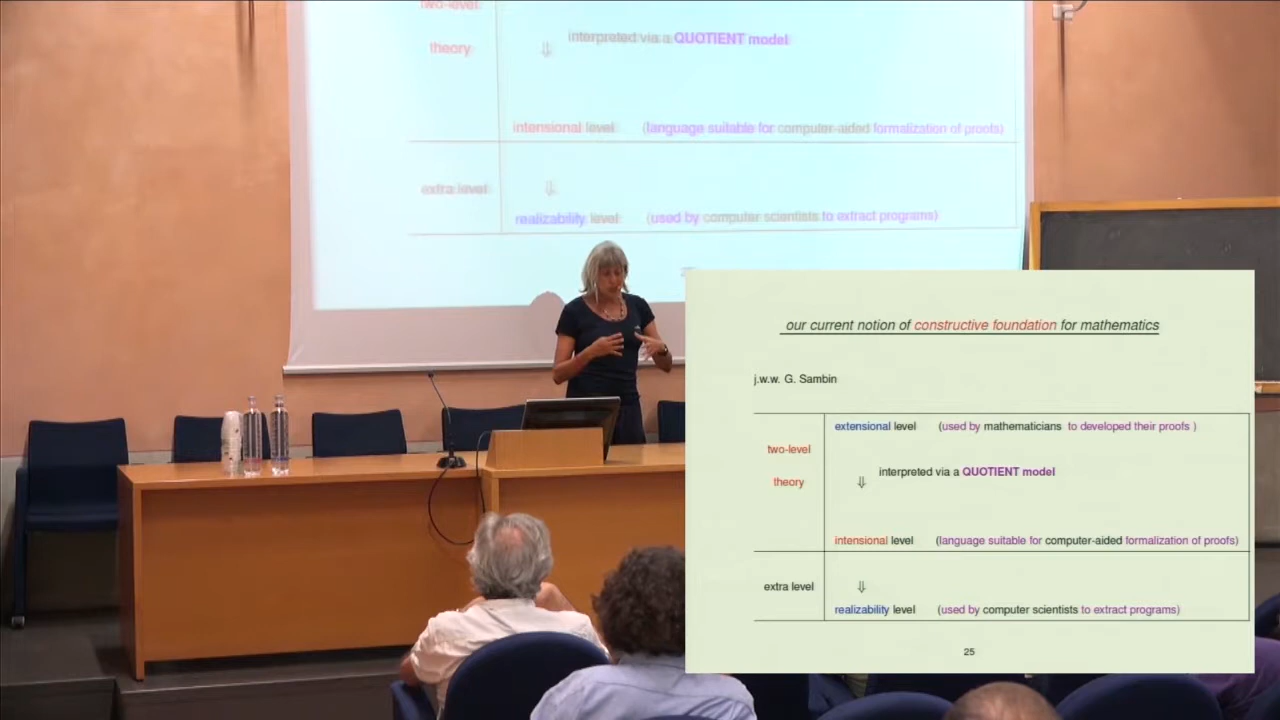 two-level
interpreted via a QUOTIENT model
theory ⇓
intensional level (language suitable for computer-aided formalization of proofs)
extra level ⇓
realizability level (used by computer scientists to extract programs)
our current notion of constructive foundation for mathematics
j.w.w. G. Sambin
extensional level (used by mathematicians to developed their proofs )
two-level
interpreted via a QUOTIENT model
theory ⇓
intensional level (language suitable for computer-aided formalization of proofs)
extra level ⇓
realizability level (used by computer scientists to extract programs)
25